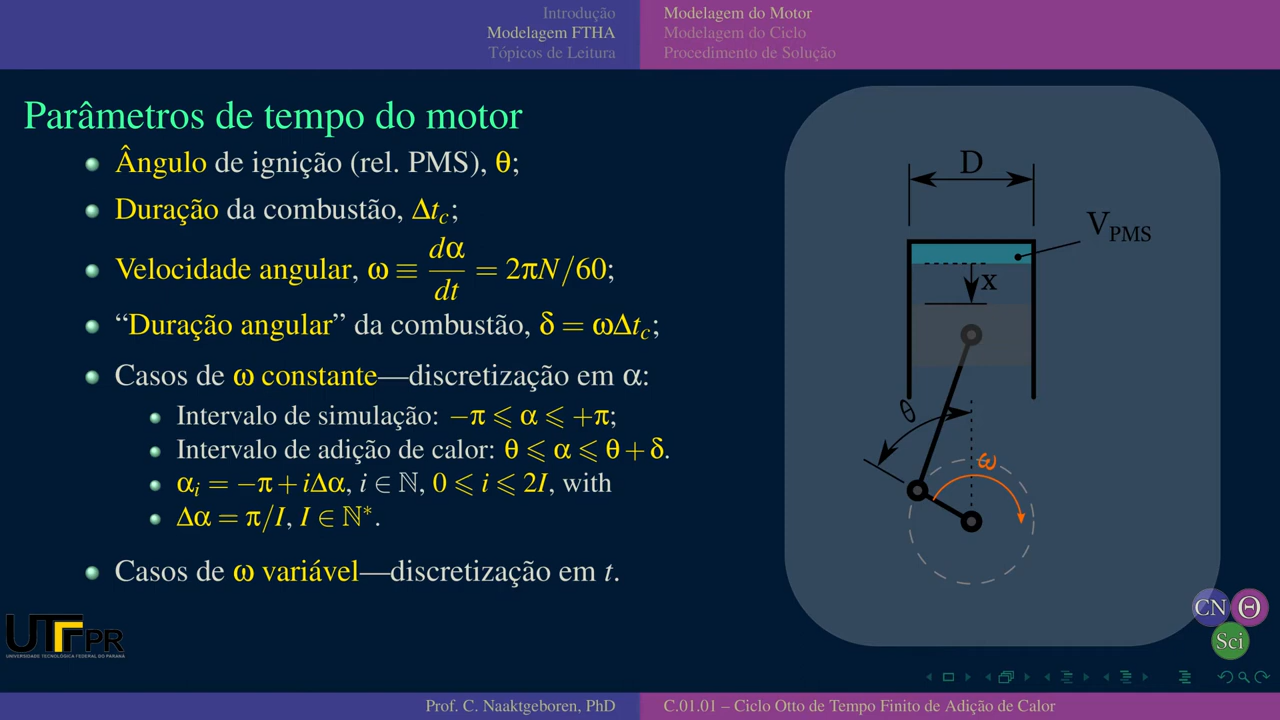 Introdução
Modelagem FTHA
Tópicos de Leitura
Modelagem do Motor
Modelagem do Ciclo
Procedimento de Solução
Parâmetros de tempo do motor
Ângulo de ignição (rel. PMS), θ;
Duração da combustão, Δt_c;
Velocidade angular, ω ≡ dα/dt = 2πN/60;
“Duração angular” da combustão, δ = ωΔt_c;
Casos de ω constante—discretização em α:
Intervalo de simulação: −π ⩽ α ⩽ +π;
Intervalo de adição de calor: θ ⩽ α ⩽ θ + δ.
α_i = −π + iΔα, i ∈ ℕ, 0 ⩽ i ⩽ 2I, with
Δα = π/I, I ∈ ℕ*.
Casos de ω variável—discretização em t.
D
V_PMS
x
θ
ω
UTFPR
UNIVERSIDADE TECNOLÓGICA FEDERAL DO PARANÁ
CN Θ
Sci
Prof. C. Naaktgeboren, PhD
C.01.01 – Ciclo Otto de Tempo Finito de Adição de Calor